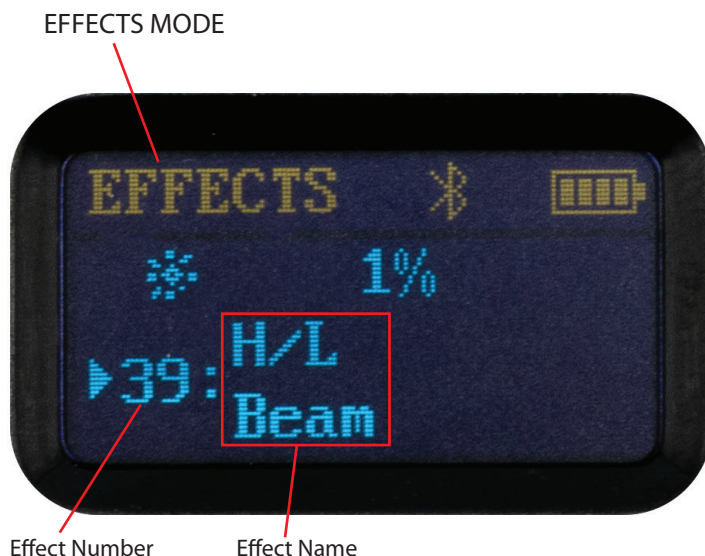 EFFECTS MODE
EFFECTS
1%
39:
H/L
Beam
Effect Number
Effect Name